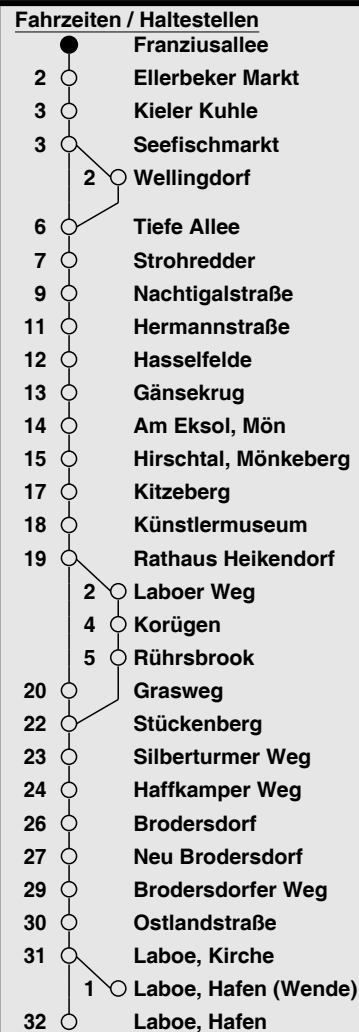 Fahrzeiten / Haltestellen
Franziusallee
2 Ellerbeker Markt
3 Kieler Kuhle
3 Seefischmarkt
2 Wellingdorf
6 Tiefe Allee
7 Strohredder
9 Nachtigalstraße
11 Hermannstraße
12 Hasselfelde
13 Gänsekrug
14 Am Eksol, Mön
15 Hirschtal, Mönkeberg
17 Kitzeberg
18 Künstlermuseum
19 Rathaus Heikendorf
2 Laboer Weg
4 Korügen
5 Rührsbrook
20 Grasweg
22 Stückenberg
23 Silberturmer Weg
24 Haffkamper Weg
26 Brodersdorf
27 Neu Brodersdorf
29 Brodersdorfer Weg
30 Ostlandstraße
31 Laboe, Kirche
1 Laboe, Hafen (Wende)
32 Laboe, Hafen